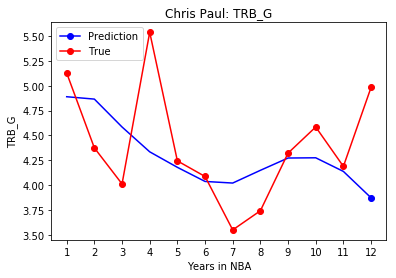 Chris Paul: TRB_G
Prediction
True
5.50
5.25
5.00
4.75
4.50
4.25
4.00
3.75
3.50
TRB_G
1 2 3 4 5 6 7 8 9 10 11 12
Years in NBA